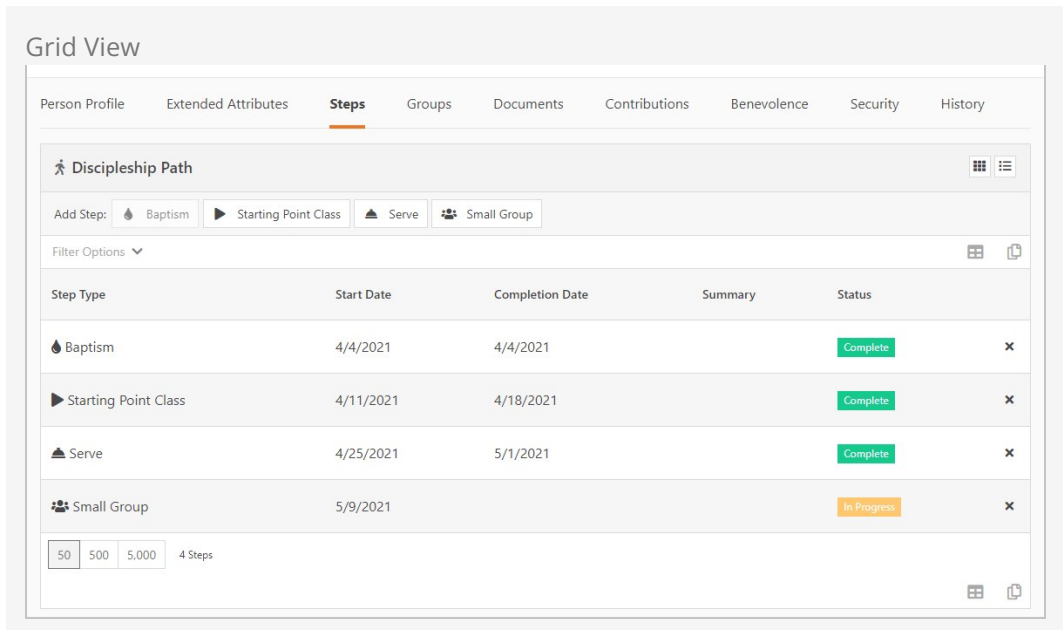 Grid View
Person Profile Extended Attributes Steps Groups Documents Contributions Benevolence Security History
Discipleship Path
Add Step: Baptism Starting Point Class Serve Small Group
Filter Options
Step Type Start Date Completion Date Summary Status
Baptism 4/4/2021 4/4/2021 Complete
Starting Point Class 4/11/2021 4/18/2021 Complete
Serve 4/25/2021 5/1/2021 Complete
Small Group 5/9/2021 In Progress
50 500 5,000 4 Steps